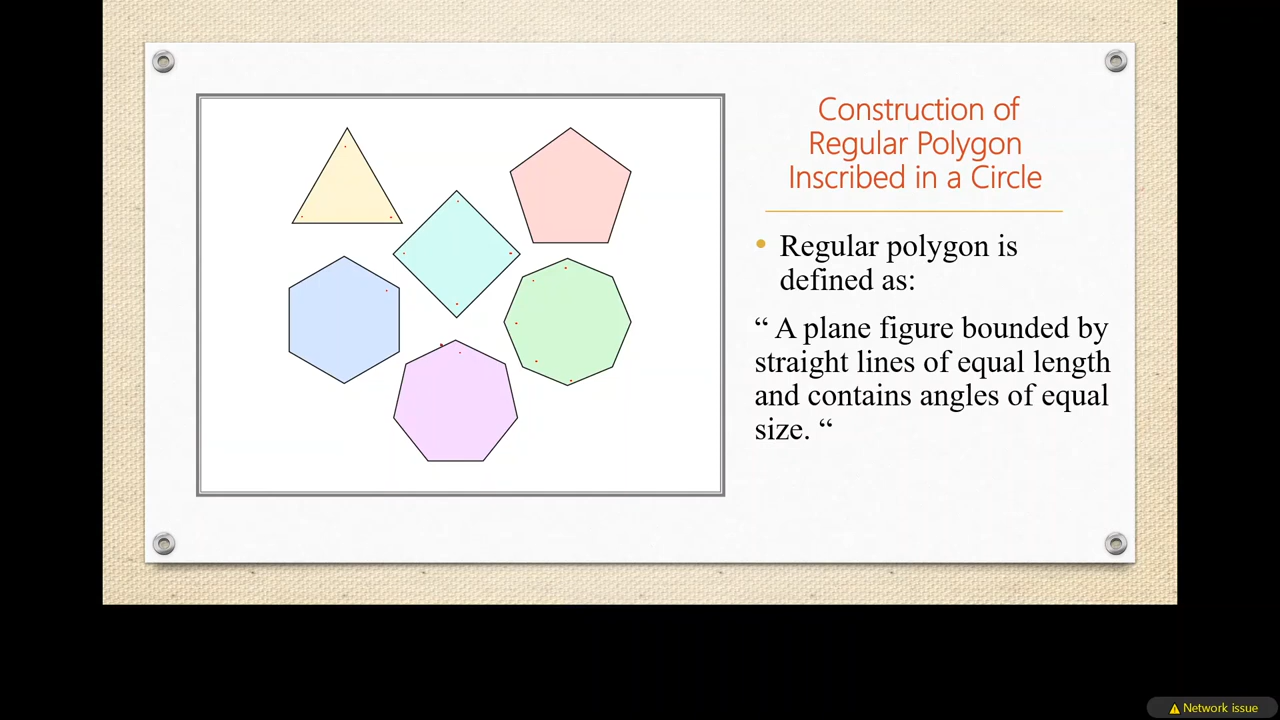 Construction of
Regular Polygon
Inscribed in a Circle
• Regular polygon is
defined as:
“ A plane figure bounded by
straight lines of equal length
and contains angles of equal
size. “
Network issue